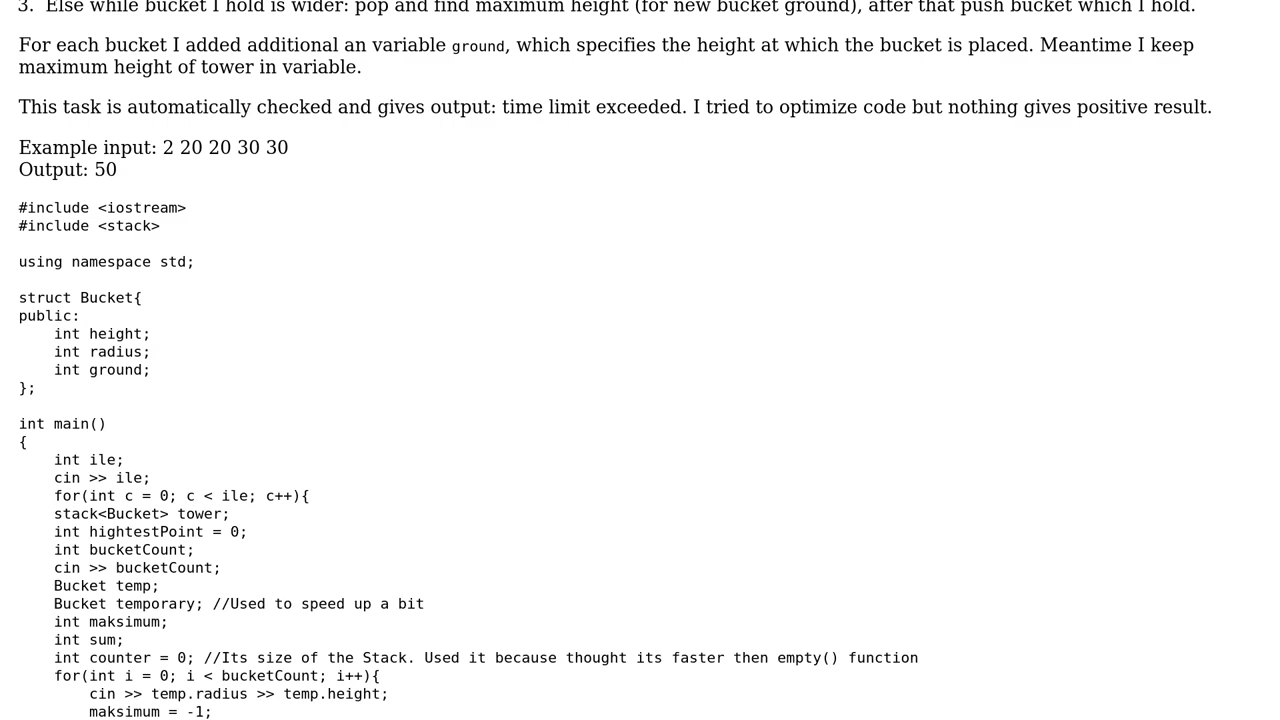 3. Else while bucket I hold is wider: pop and find maximum height (for new bucket ground), after that push bucket which I hold.
For each bucket I added additional an variable ground, which specifies the height at which the bucket is placed. Meantime I keep
maximum height of tower in variable.
This task is automatically checked and gives output: time limit exceeded. I tried to optimize code but nothing gives positive result.
Example input: 2 20 20 30 30
Output: 50
#include <iostream>
#include <stack>
using namespace std;
struct Bucket{
public:
    int height;
    int radius;
    int ground;
};
int main()
{
    int ile;
    cin >> ile;
    for(int c = 0; c < ile; c++){
    stack<Bucket> tower;
    int hightestPoint = 0;
    int bucketCount;
    cin >> bucketCount;
    Bucket temp;
    Bucket temporary; //Used to speed up a bit
    int maksimum;
    int sum;
    int counter = 0; //Its size of the Stack. Used it because thought its faster then empty() function
    for(int i = 0; i < bucketCount; i++){
        cin >> temp.radius >> temp.height;
        maksimum = -1;